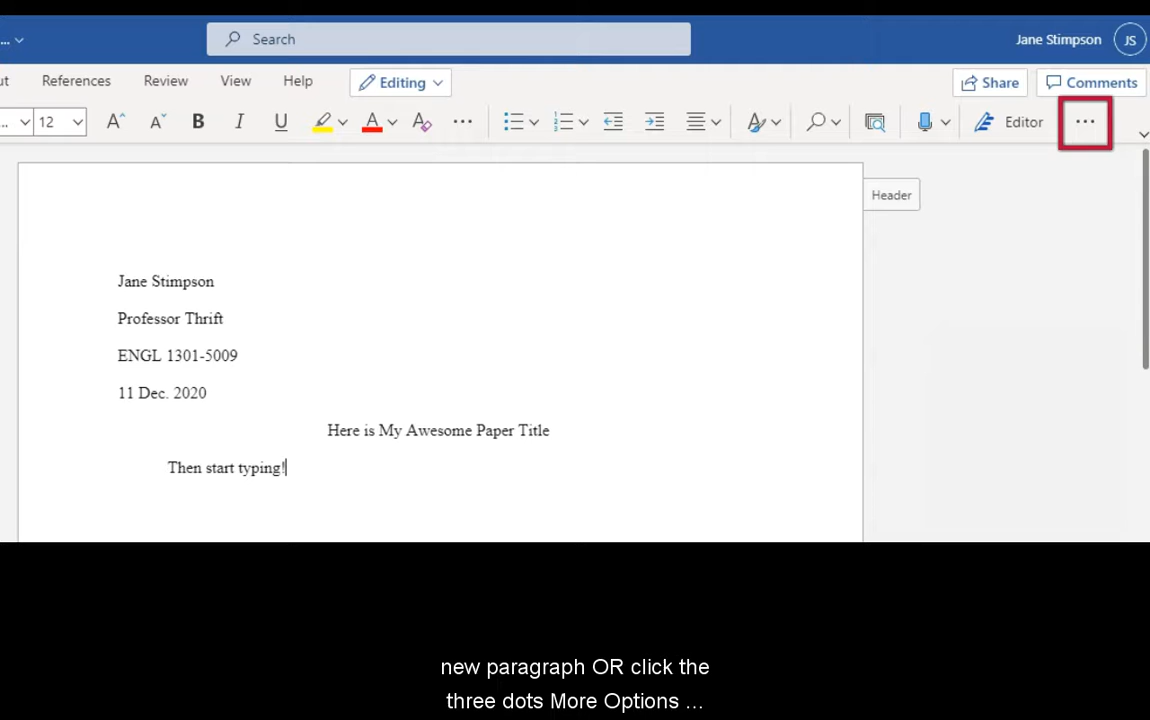 ... Search Jane Stimpson JS
References Review View Help Editing Share Comments
... 12 A A B I U A A ... Editor ...
Header
Jane Stimpson
Professor Thrift
ENGL 1301-5009
11 Dec. 2020
Here is My Awesome Paper Title
Then start typing!
new paragraph OR click the
three dots More Options ...